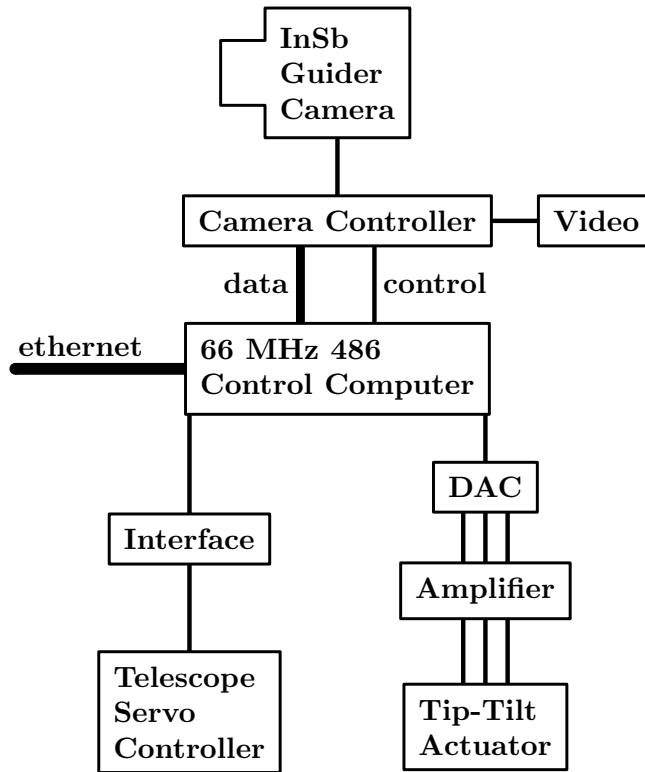 InSb
Guider
Camera
Camera Controller
Video
data
control
ethernet
66 MHz 486
Control Computer
DAC
Interface
Amplifier
Telescope
Servo
Controller
Tip-Tilt
Actuator